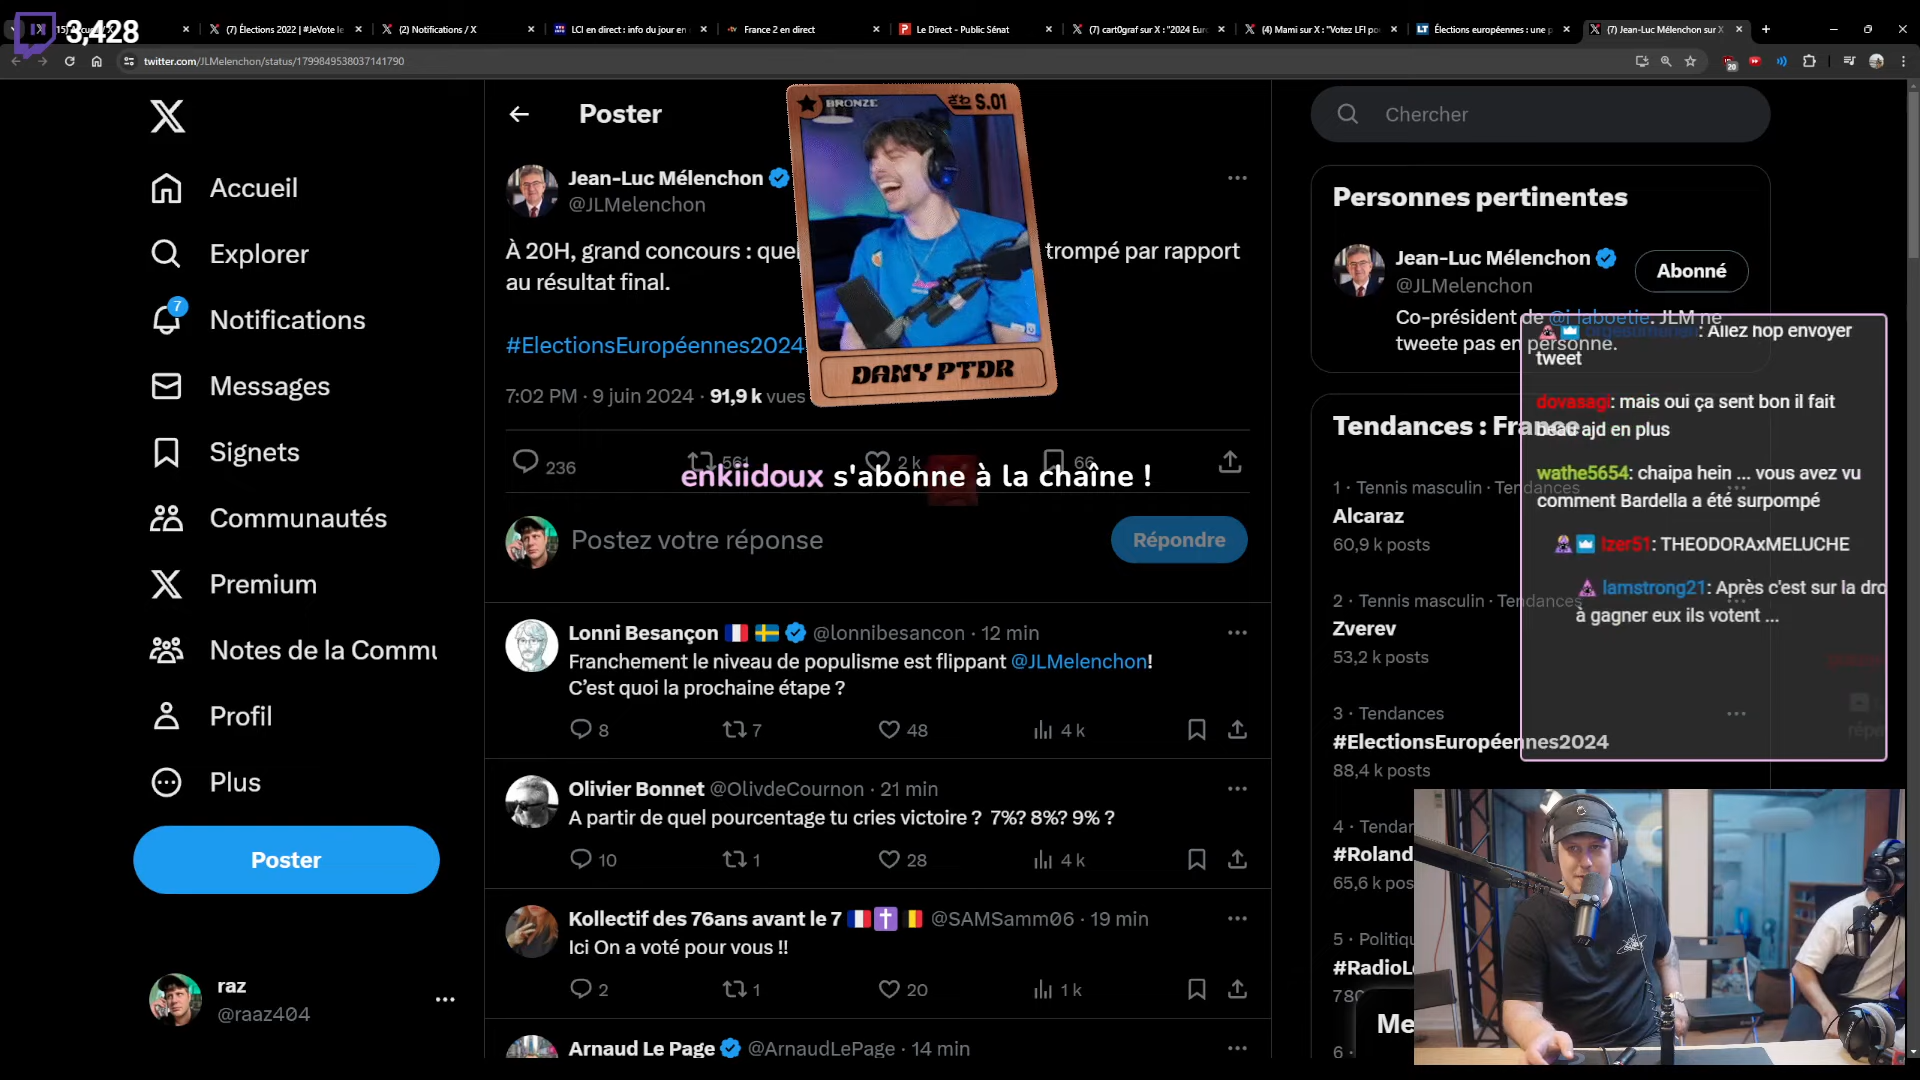 3,428
(7) Élections 2022 | #JeVote le
(2) Notifications / X
LCI en direct : info du jour en
France 2 en direct
Le Direct - Public Sénat
(7) cart0graf sur X : "2024 Eur
(4) Mami sur X : "Votez LFI po
Élections européennes : une p
(7) Jean-Luc Mélenchon sur X
twitter.com/JLMelenchon/status/1799849538037141790
20
Accueil
Explorer
7
Notifications
Messages
Signets
Communautés
Premium
Notes de la Commu
Profil
Plus
Poster
raz
@raaz404
Poster
Jean-Luc Mélenchon
@JLMelenchon
À 20H, grand concours : quel trompé par rapport
au résultat final.
#ElectionsEuropéennes2024
7:02 PM · 9 juin 2024 · 91,9 k vues
BRONZE
S.01
DANY PTDR
236 561 2 k 66
enkiidoux s'abonne à la chaîne !
Postez votre réponse
Répondre
Lonni Besançon @lonnibesancon · 12 min
Franchement le niveau de populisme est flippant @JLMelenchon!
C’est quoi la prochaine étape ?
8 7 48 4 k
Olivier Bonnet @OlivdeCournon · 21 min
A partir de quel pourcentage tu cries victoire ? 7%? 8%? 9% ?
10 1 28 4 k
Kollectif des 76ans avant le 7 @SAMSamm06 · 19 min
Ici On a voté pour vous !!
2 1 20 1 k
Arnaud Le Page @ArnaudLePage · 14 min
Chercher
Personnes pertinentes
Jean-Luc Mélenchon
@JLMelenchon
Abonné
Co-président de @i_laboetie. JLM ne
tweete pas en personne.
Tendances : France
1 · Tennis masculin · Tendances
Alcaraz
60,9 k posts
2 · Tennis masculin · Tendances
Zverev
53,2 k posts
3 · Tendances
#ElectionsEuropéennes2024
88,4 k posts
4 · Tendan
#Roland
65,6 k pos
5 · Politiqu
#RadioLo
780
6 ·
Me
: Allez hop envoyer
tweet
dovasagi: mais oui ça sent bon il fait
beau ajd en plus
wathe5654: chaipa hein ... vous avez vu
comment Bardella a été surpompé
Izer51: THEODORAxMELUCHE
lamstrong21: Après c'est sur la dro
à gagner eux ils votent ...